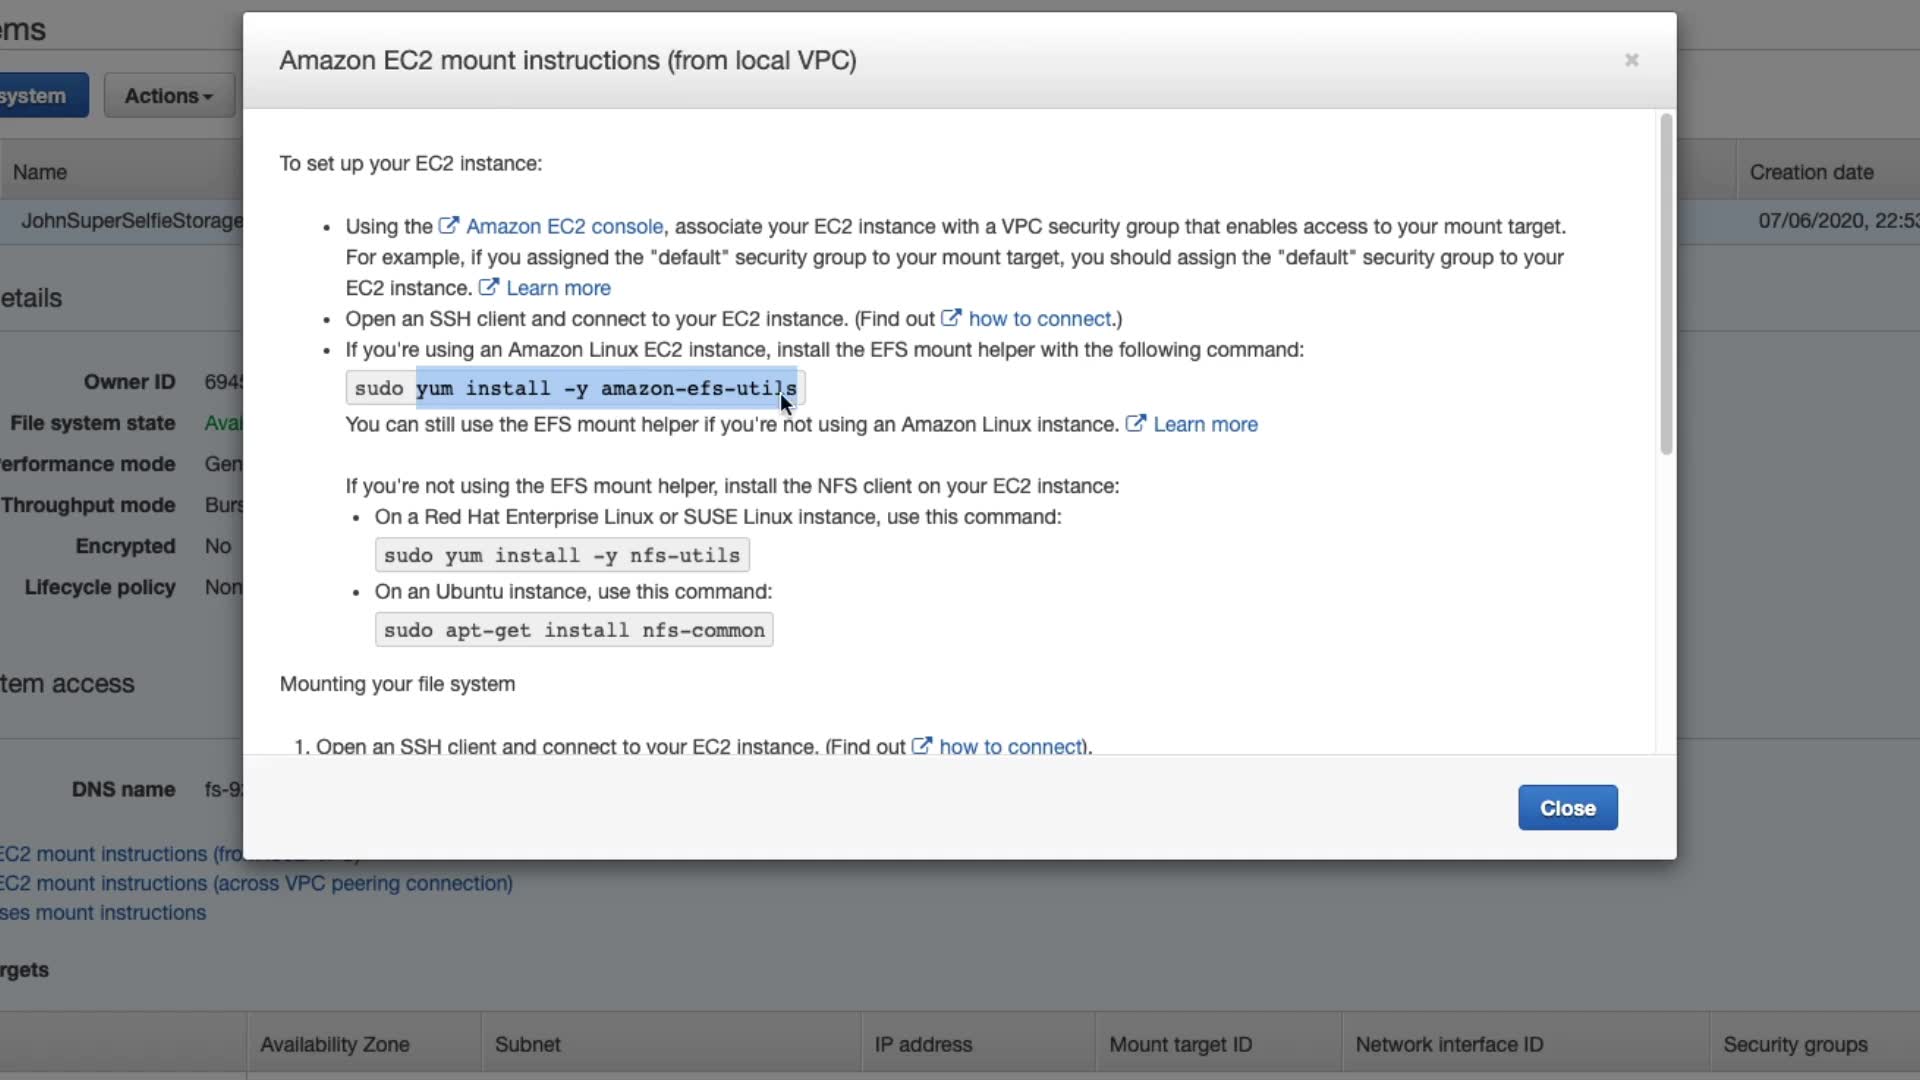 ems
Amazon EC2 mount instructions (from local VPC)
system
Actions
To set up your EC2 instance:
Name
Creation date
JohnSuperSelfieStorage
07/06/2020, 22:53
Using the Amazon EC2 console, associate your EC2 instance with a VPC security group that enables access to your mount target.
For example, if you assigned the "default" security group to your mount target, you should assign the "default" security group to your
EC2 instance. Learn more
etails
Open an SSH client and connect to your EC2 instance. (Find out how to connect.)
If you're using an Amazon Linux EC2 instance, install the EFS mount helper with the following command:
Owner ID 6945
sudo yum install -y amazon-efs-utils
File system state Avai
You can still use the EFS mount helper if you're not using an Amazon Linux instance. Learn more
erformance mode Gen
If you're not using the EFS mount helper, install the NFS client on your EC2 instance:
Throughput mode Burs
On a Red Hat Enterprise Linux or SUSE Linux instance, use this command:
Encrypted No
sudo yum install -y nfs-utils
Lifecycle policy Non
On an Ubuntu instance, use this command:
sudo apt-get install nfs-common
tem access
Mounting your file system
1. Open an SSH client and connect to your EC2 instance. (Find out how to connect).
DNS name fs-92
Close
EC2 mount instructions (from local VPC)
EC2 mount instructions (across VPC peering connection)
ses mount instructions
rgets
Availability Zone
Subnet
IP address
Mount target ID
Network interface ID
Security groups